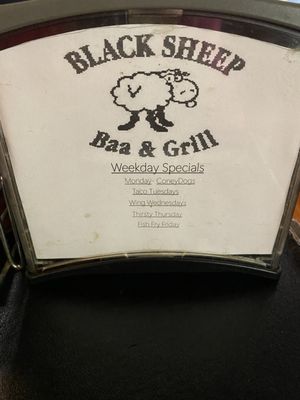 BLACK SHEEP
Baa & Grill
Weekday Specials
Monday- ConeyDogs
Taco Tuesdays
Wing Wednesdays
Thirsty Thursday
Fish Fry Friday